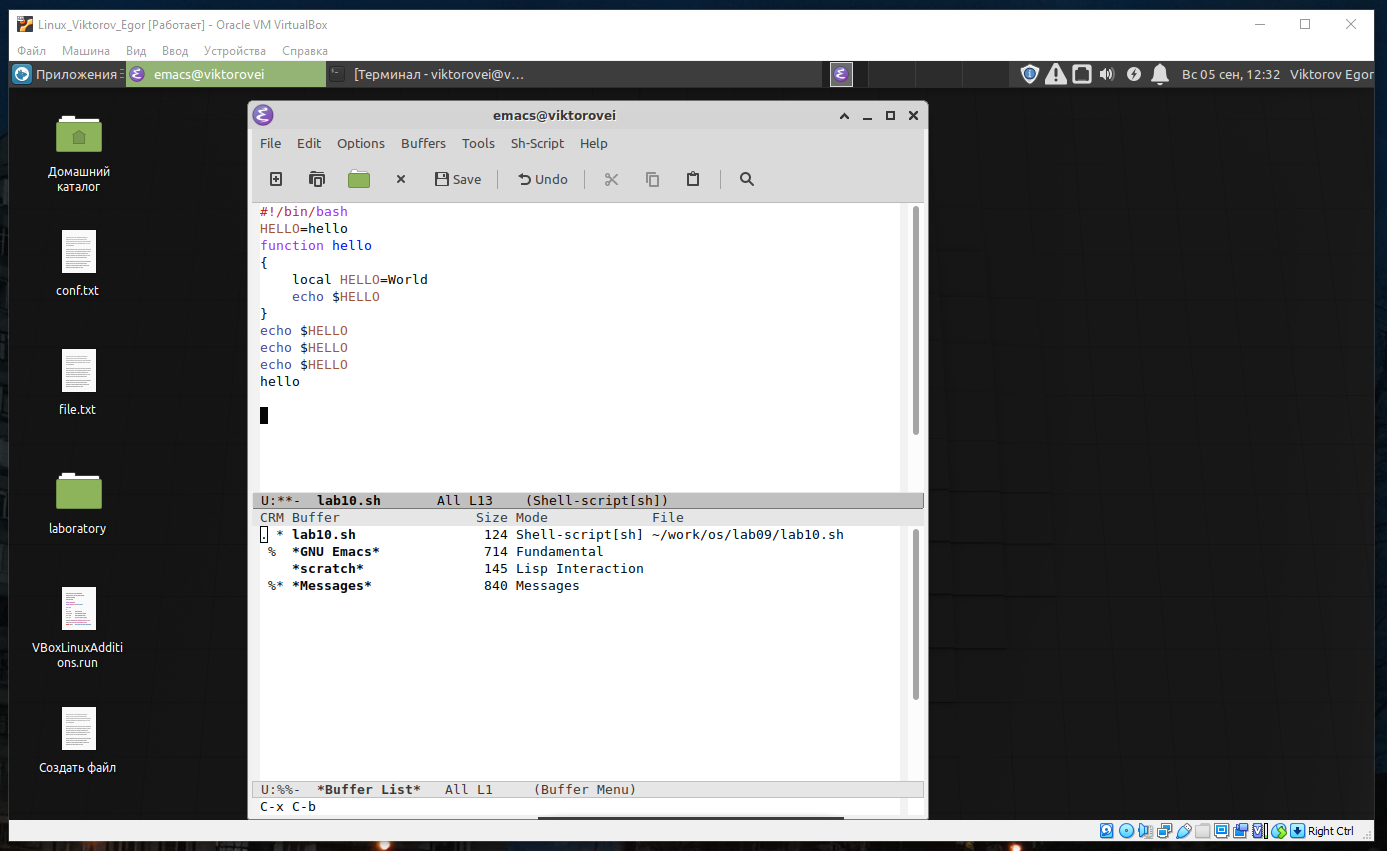 Linux_Viktorov_Egor [Работает] - Oracle VM VirtualBox
Файл Машина Вид Ввод Устройства Справка
Приложения emacs@viktorovei [Терминал - viktorovei@v... Вс 05 сен, 12:32 Viktorov Egor
Домашний
каталог
conf.txt
file.txt
laboratory
VBoxLinuxAdditi
ons.run
Создать файл
emacs@viktorovei
File Edit Options Buffers Tools Sh-Script Help
Save Undo
#!/bin/bash
HELLO=hello
function hello
{
    local HELLO=World
    echo $HELLO
}
echo $HELLO
echo $HELLO
echo $HELLO
hello
U:**-  lab10.sh       All L13    (Shell-script[sh])
CRM Buffer                 Size Mode             File
. * lab10.sh                124 Shell-script[sh] ~/work/os/lab09/lab10.sh
 %  *GNU Emacs*             714 Fundamental
    *scratch*               145 Lisp Interaction
 %* *Messages*              840 Messages
U:%%-  *Buffer List*   All L1     (Buffer Menu)
C-x C-b
Right Ctrl